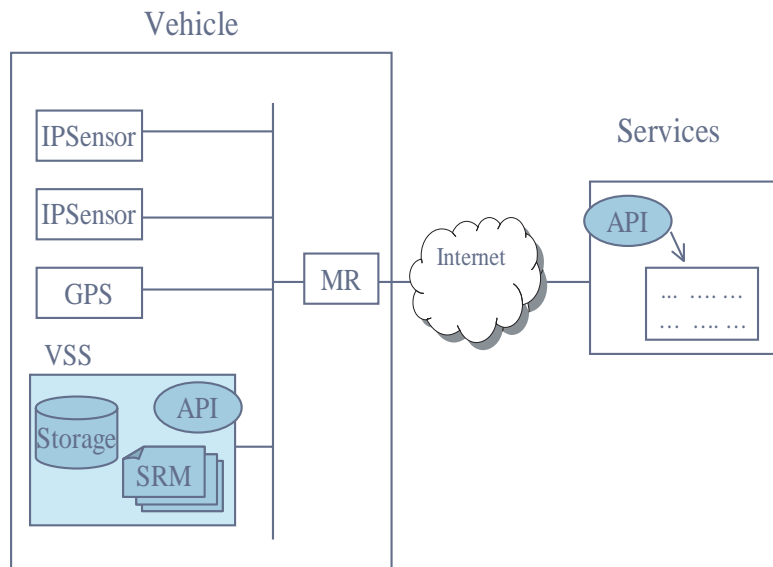 Vehicle
IPSensor
IPSensor
GPS
MR
VSS
Storage
API
SRM
Internet
Services
API
... .... ...
... .... ...